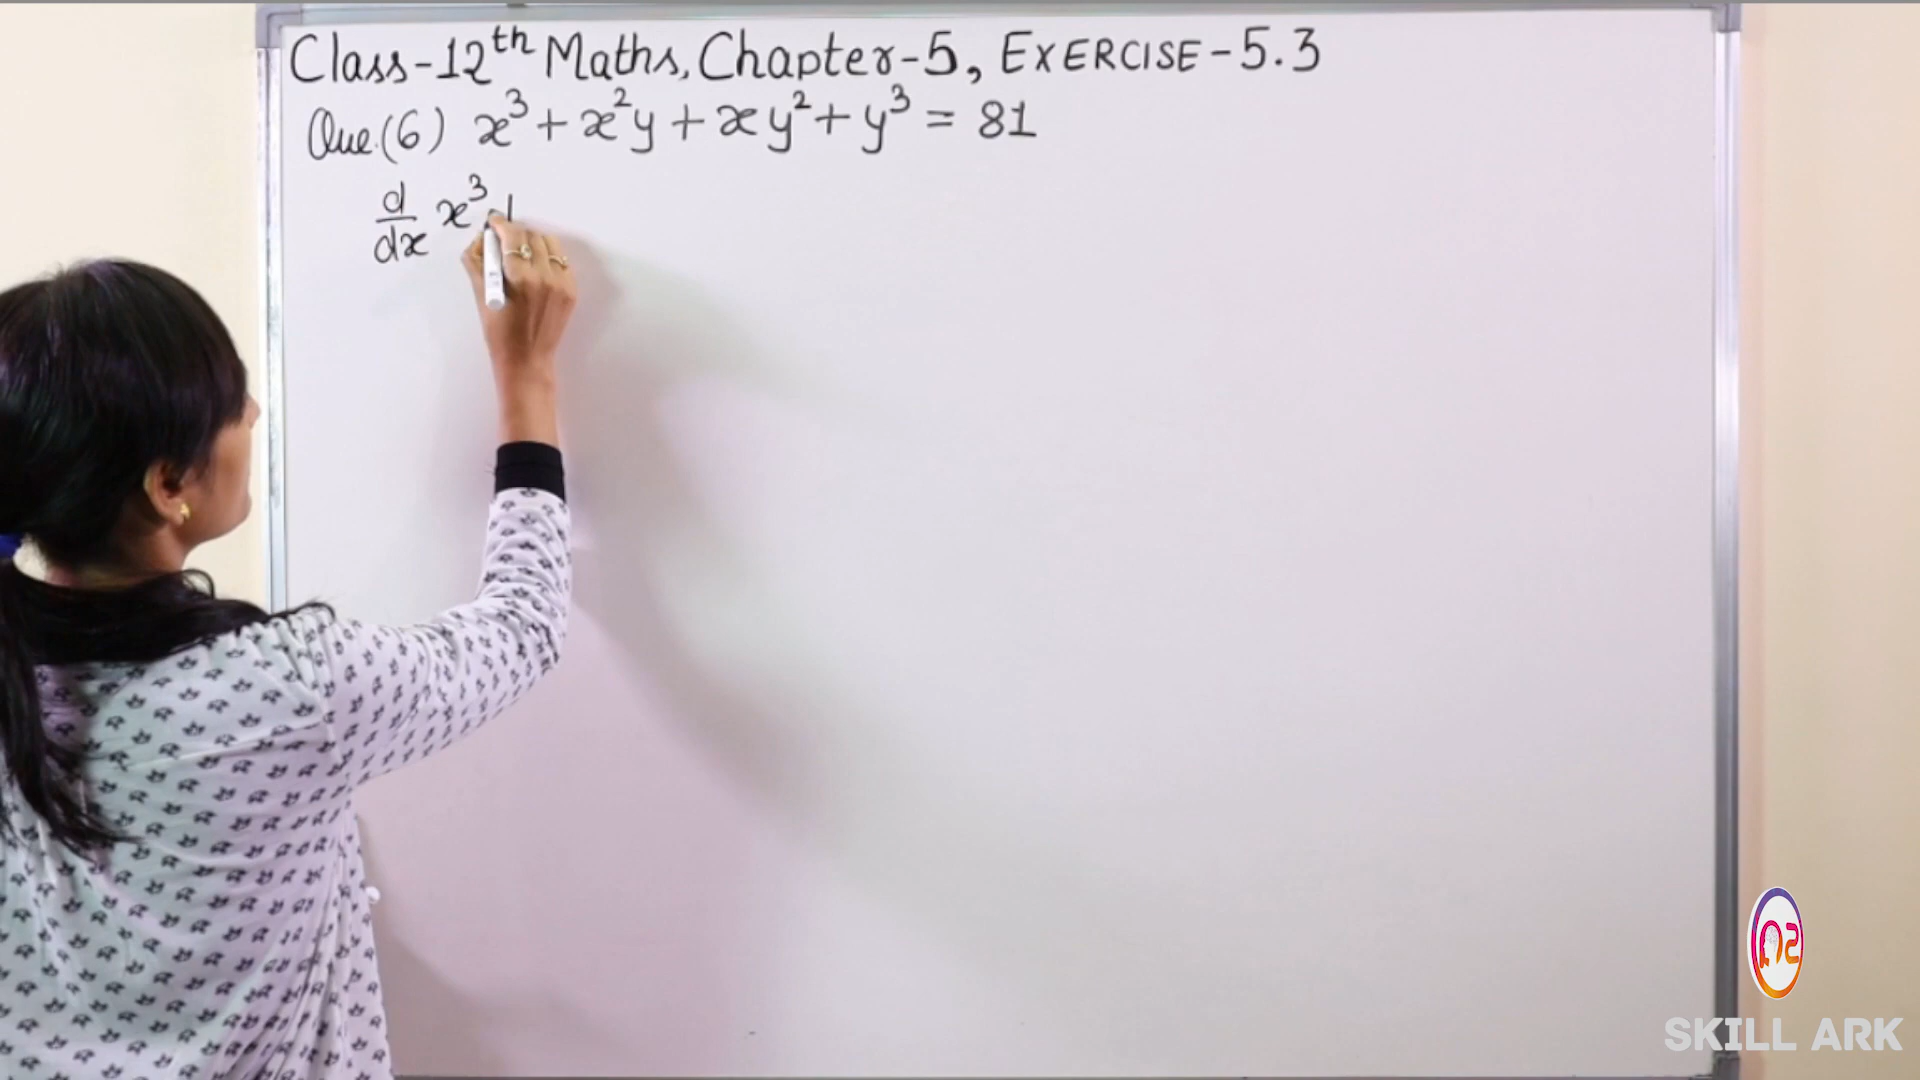 Class-12th Maths, Chapter-5, EXERCISE-5.3
Que.(6) x³ + x²y + xy² + y³ = 81
d/dx x³
SKILL ARK